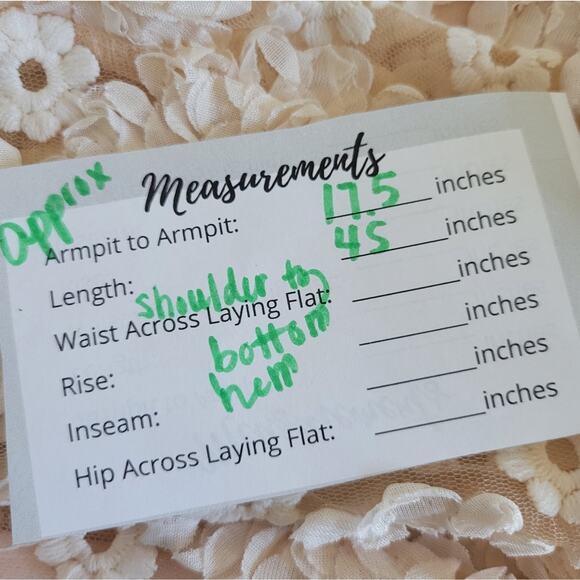 approx
Measurements
Armpit to Armpit: 17.5 inches
Length: 45 inches
shoulder to
Waist Across Laying Flat: inches
bottom
Rise: inches
hem
Inseam: inches
Hip Across Laying Flat: inches